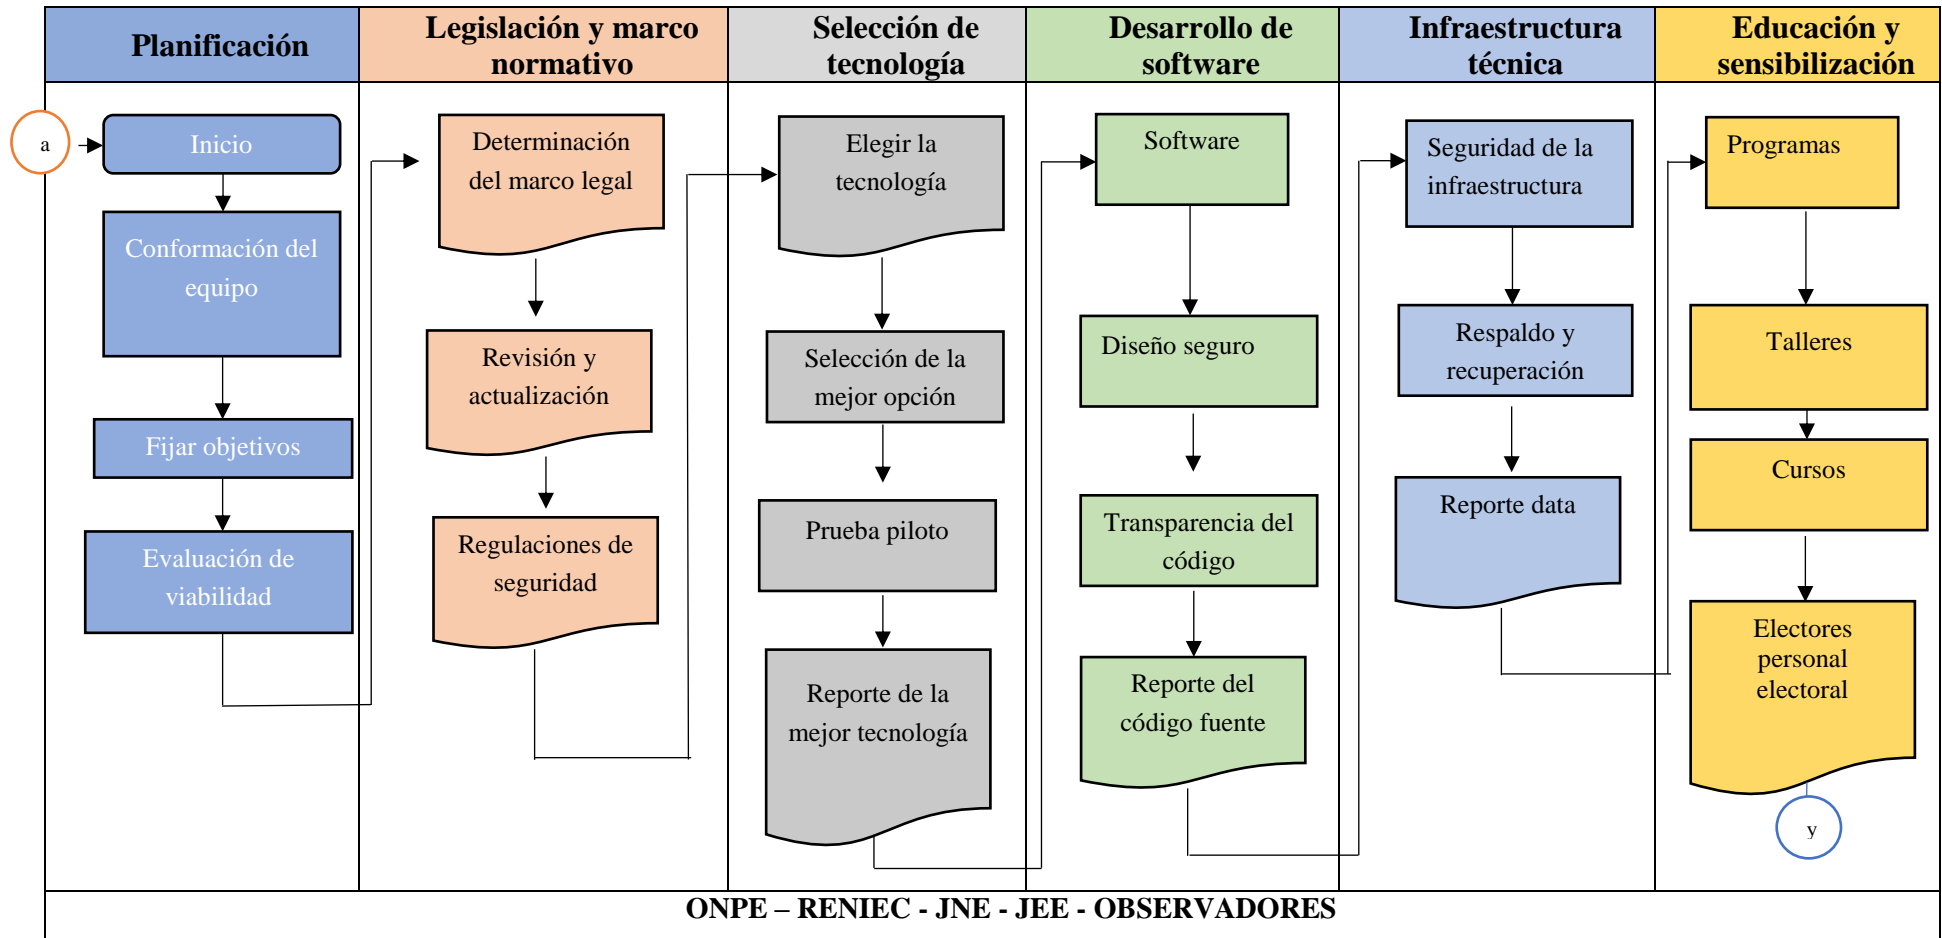 Planificación
Legislación y marco
normativo
Selección de
tecnología
Desarrollo de
software
Infraestructura
técnica
Educación y
sensibilización
a
Inicio
Conformación del
equipo
Fijar objetivos
Evaluación de
viabilidad
Determinación
del marco legal
Revisión y
actualización
Regulaciones de
seguridad
Elegir la
tecnología
Selección de la
mejor opción
Prueba piloto
Reporte de la
mejor tecnología
Software
Diseño seguro
Transparencia del
código
Reporte del
código fuente
Seguridad de la
infraestructura
Respaldo y
recuperación
Reporte data
Programas
Talleres
Cursos
Electores
personal
electoral
y
ONPE – RENIEC - JNE - JEE - OBSERVADORES